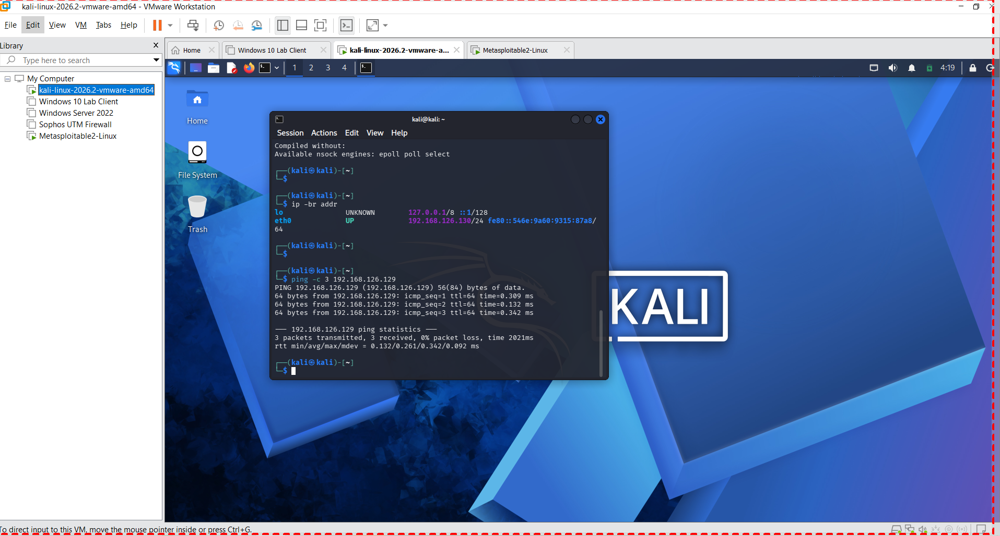 kali-linux-2026.2-vmware-amd64 - VMware Workstation
File Edit View VM Tabs Help
Library
Type here to search
My Computer
kali-linux-2026.2-vmware-amd64
Windows 10 Lab Client
Windows Server 2022
Sophos UTM Firewall
Metasploitable2-Linux
Home
Windows 10 Lab Client
kali-linux-2026.2-vmware-a...
Metasploitable2-Linux
1 2 3 4
4:19
Home
File System
Trash
kali@kali: ~
Session Actions Edit View Help
Compiled without:
Available nsock engines: epoll poll select
┌──(kali㉿kali)-[~]
└─$
┌──(kali㉿kali)-[~]
└─$ ip -br addr
lo UNKNOWN 127.0.0.1/8 ::1/128
eth0 UP 192.168.126.130/24 fe80::546e:9a60:9315:87a8/
64
┌──(kali㉿kali)-[~]
└─$
┌──(kali㉿kali)-[~]
└─$ ping -c 3 192.168.126.129
PING 192.168.126.129 (192.168.126.129) 56(84) bytes of data.
64 bytes from 192.168.126.129: icmp_seq=1 ttl=64 time=0.309 ms
64 bytes from 192.168.126.129: icmp_seq=2 ttl=64 time=0.132 ms
64 bytes from 192.168.126.129: icmp_seq=3 ttl=64 time=0.342 ms
--- 192.168.126.129 ping statistics ---
3 packets transmitted, 3 received, 0% packet loss, time 2021ms
rtt min/avg/max/mdev = 0.132/0.261/0.342/0.092 ms
┌──(kali㉿kali)-[~]
└─$
KALI
To direct input to this VM, move the mouse pointer inside or press Ctrl+G.